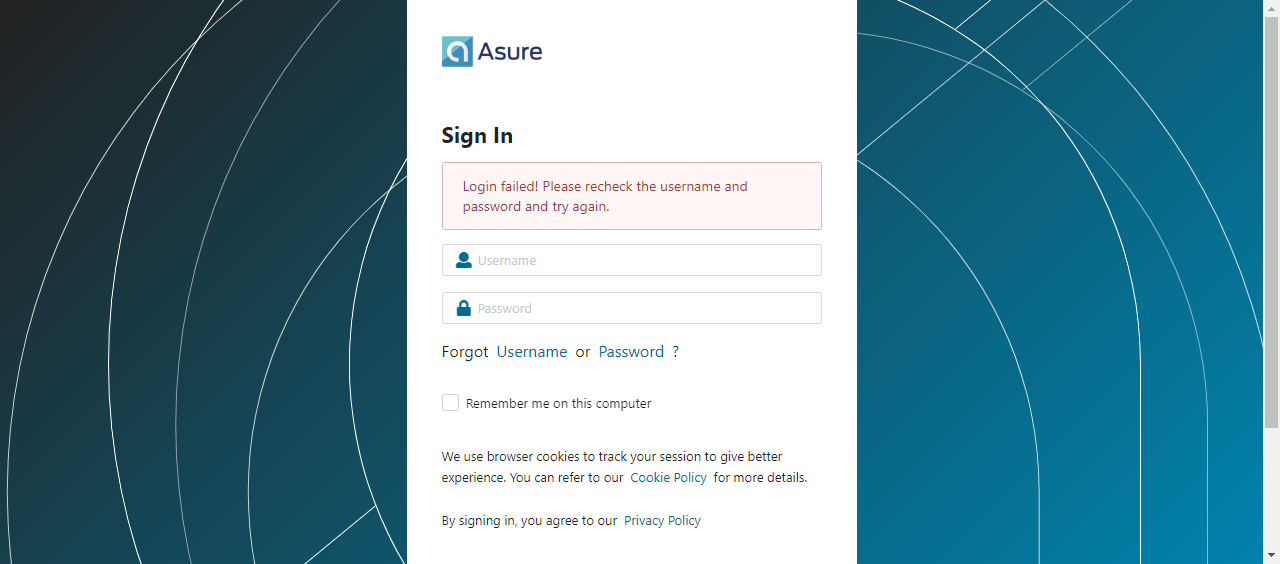 Asure
Sign In
Login failed! Please recheck the username and
password and try again.
Username
Password
Forgot Username or Password ?
Remember me on this computer
We use browser cookies to track your session to give better
experience. You can refer to our Cookie Policy for more details.
By signing in, you agree to our Privacy Policy